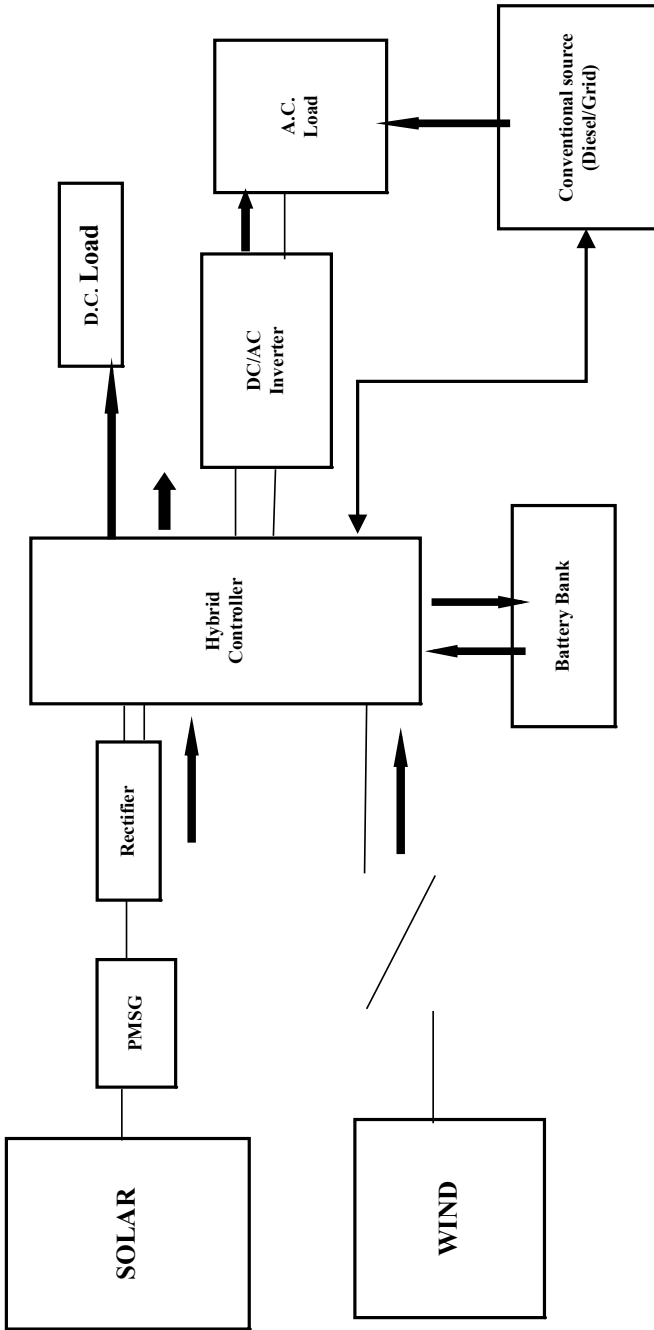 SOLAR
PMSG
Rectifier
WIND
Hybrid
Controller
Battery Bank
D.C. Load
DC/AC
Inverter
A.C.
Load
Conventional source
(Diesel/Grid)